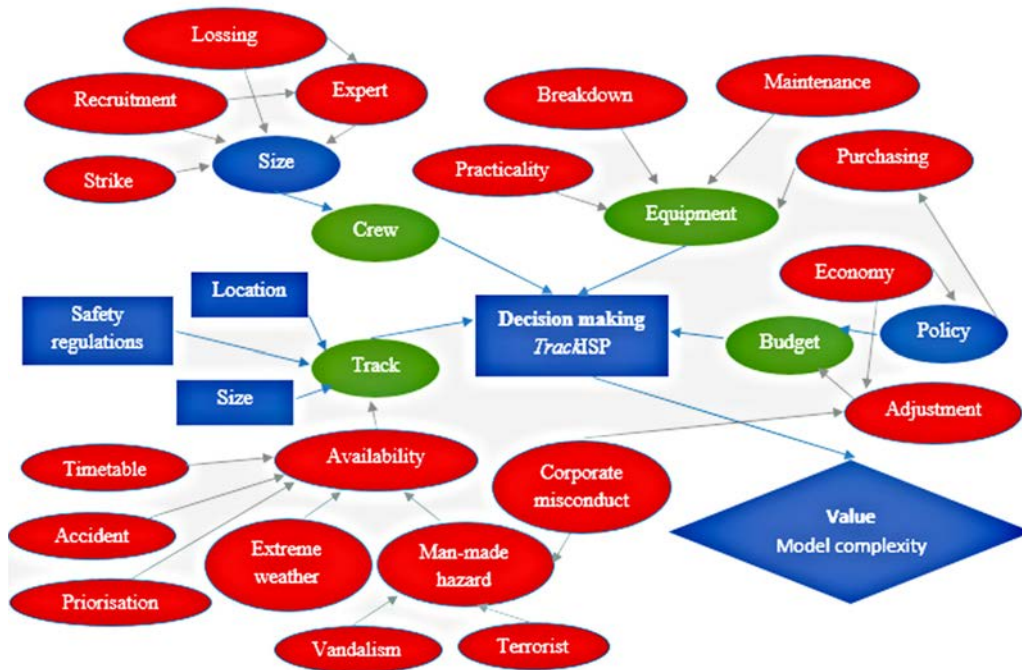 Lossing
Recruitment
Expert
Strike
Size
Crew
Breakdown
Maintenance
Practicality
Purchasing
Equipment
Economy
Safety
regulations
Location
Decision making
TrackISP
Budget
Policy
Size
Track
Adjustment
Timetable
Availability
Corporate
misconduct
Accident
Extreme
weather
Man-made
hazard
Value
Model complexity
Priorisation
Vandalism
Terrorist